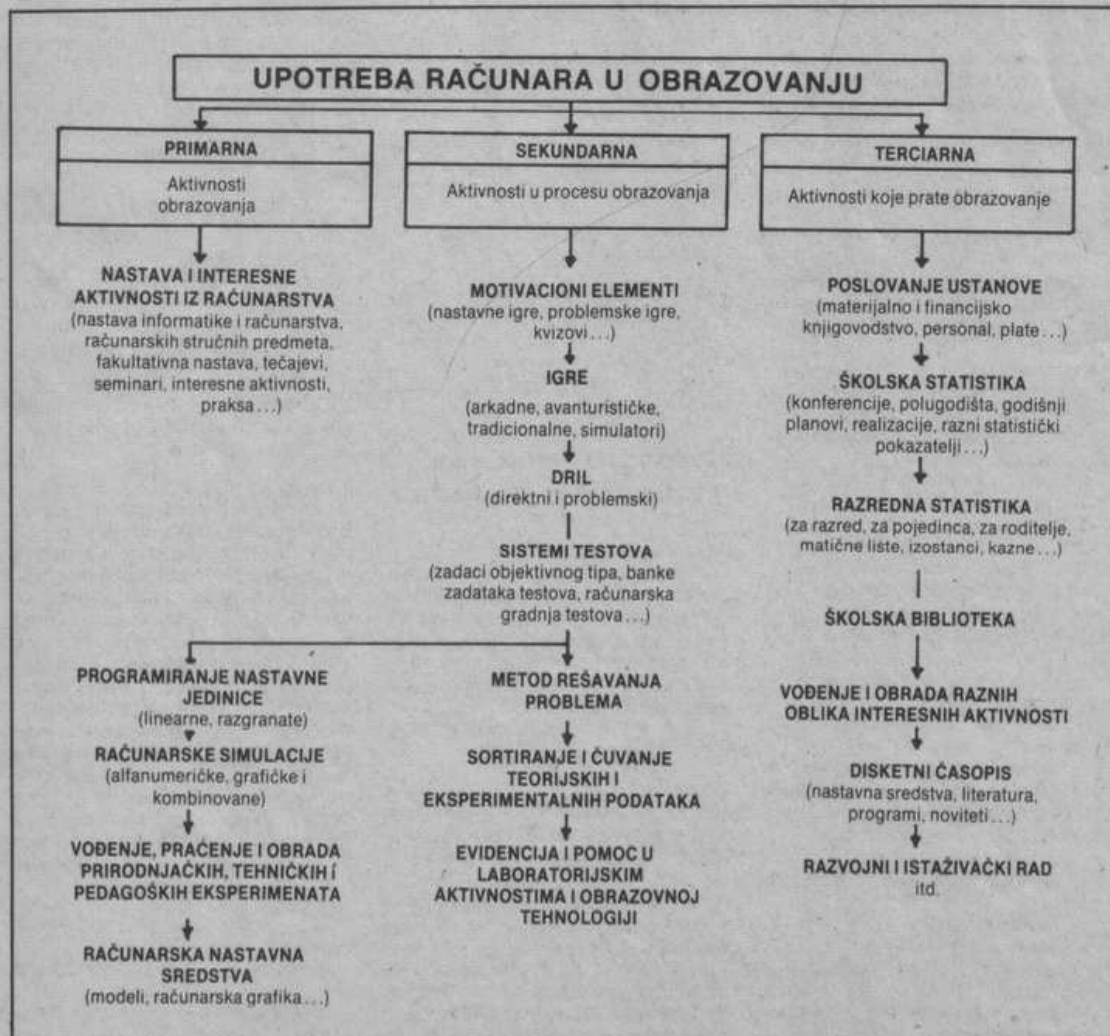 UPOTREBA RAČUNARA U OBRAZOVANJU
PRIMARNA
Aktivnosti
obrazovanja
NASTAVA I INTERESNE
AKTIVNOSTI IZ RAČUNARSTVA
(nastava informatike i računarstva,
računarskih stručnih predmeta,
fakultativna nastava, tečajevi,
seminari, interesne aktivnosti,
praksa...)
SEKUNDARNA
Aktivnosti u procesu obrazovanja
MOTIVACIONI ELEMENTI
(nastavne igre, problemske igre,
kvizovi...)
IGRE
(arkadne, avanturističke,
tradicionalne, simulatori)
DRIL
(direktni i problemski)
SISTEMI TESTOVA
(zadaci objektivnog tipa, banke
zadataka testova, računarska
gradnja testova...)
PROGRAMIRANJE NASTAVNE
JEDINICE
(linearne, razgranate)
RAČUNARSKE SIMULACIJE
(alfanumeričke, grafičke i
kombinovane)
VOĐENJE, PRAĆENJE I OBRADA
PRIRODNJAČKIH, TEHNIČKIH I
PEDAGOŠKIH EKSPERIMENATA
RAČUNARSKA NASTAVNA
SREDSTVA
(modeli, računarska grafika...)
METOD REŠAVANJA
PROBLEMA
SORTIRANJE I ČUVANJE
TEORIJSKIH I
EKSPERIMENTALNIH PODATAKA
EVIDENCIJA I POMOĆ U
LABORATORIJSKIM
AKTIVNOSTIMA I OBRAZOVNOJ
TEHNOLOGIJI
TERCIARNA
Aktivnosti koje prate obrazovanje
POSLOVANJE USTANOVE
(materijalno i financijsko
knjigovodstvo, personal, plate...)
ŠKOLSKA STATISTIKA
(konferencije, polugodišta, godišnji
planovi, realizacije, razni statistički
pokazatelji...)
RAZREDNA STATISTIKA
(za razred, za pojedinca, za roditelje,
matične liste, izostanci, kazne...)
ŠKOLSKA BIBLIOTEKA
VOĐENJE I OBRADA RAZNIH
OBLIKA INTERESNIH AKTIVNOSTI
DISKETNI ČASOPIS
(nastavna sredstva, literatura,
programi, noviteti...)
RAZVOJNI I ISTAŽIVAČKI RAD
itd.